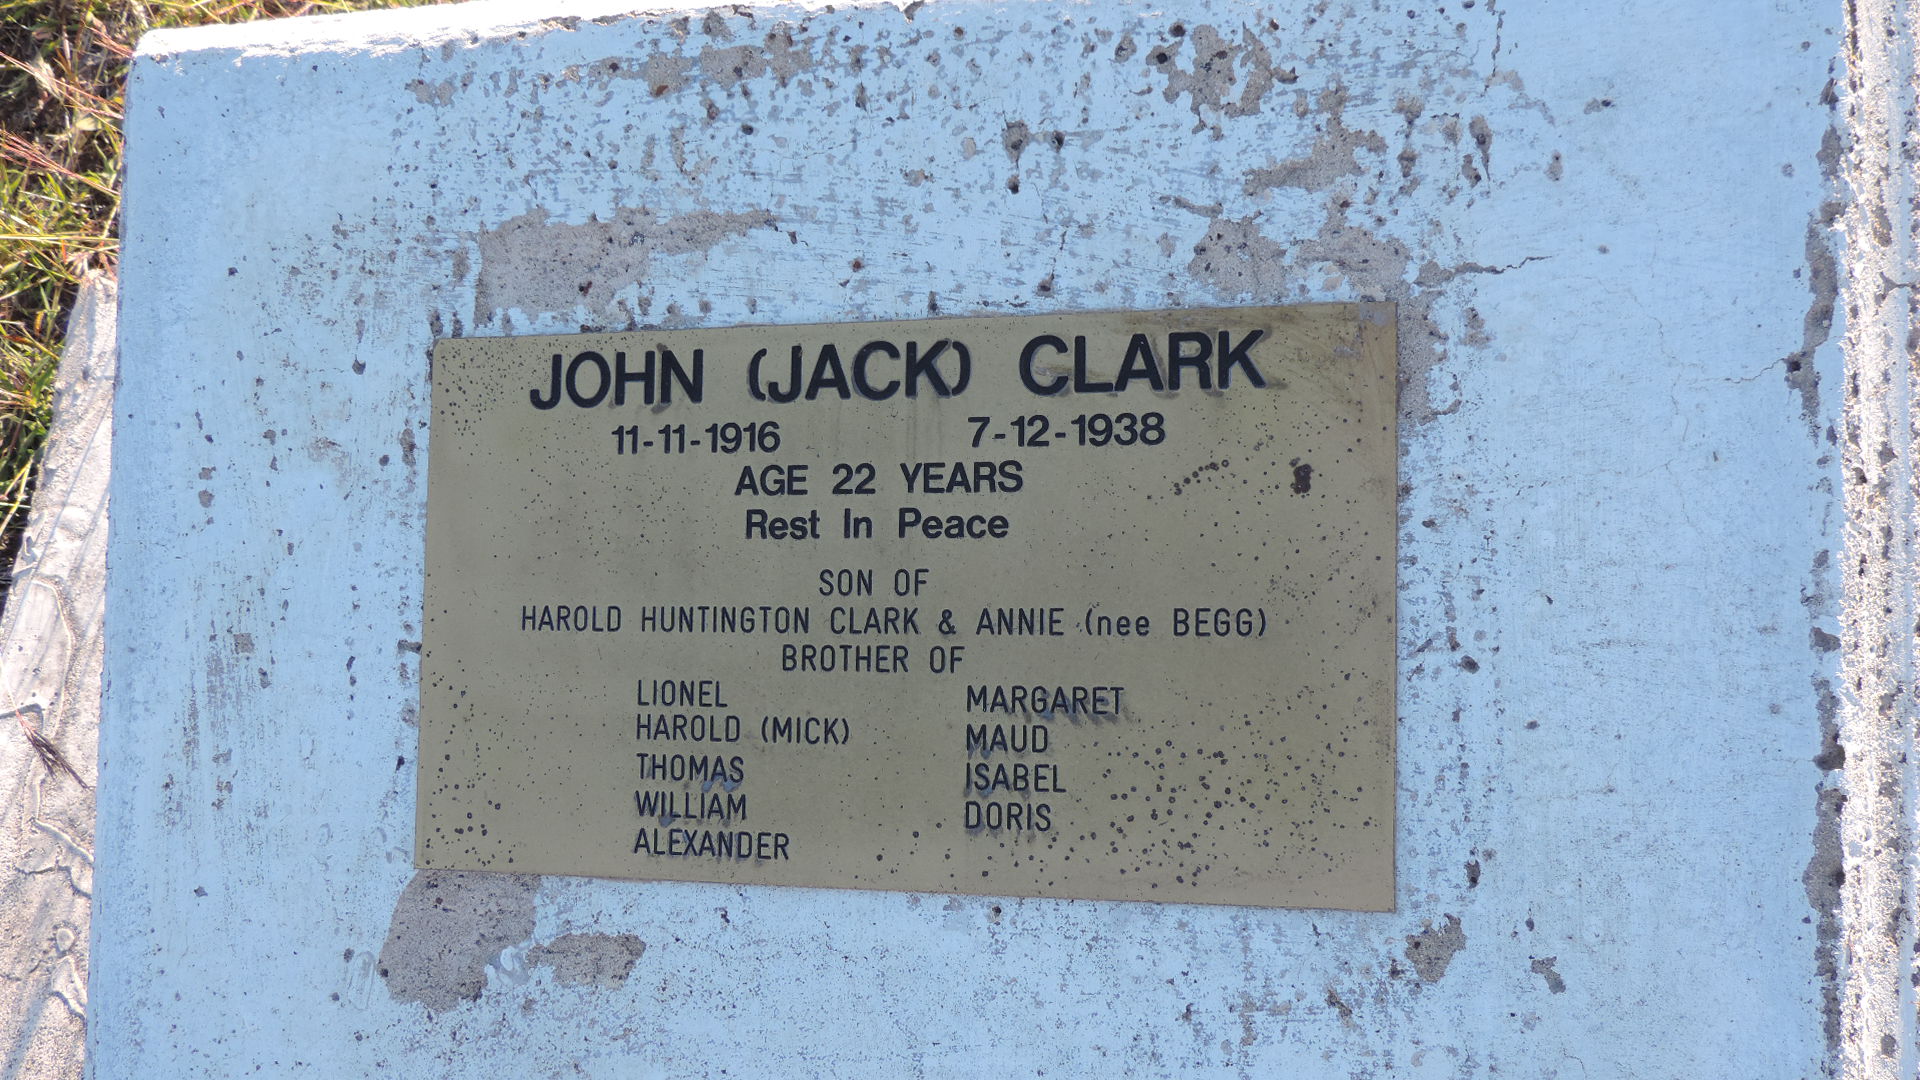 JOHN (JACK) CLARK
11-11-1916 7-12-1938
AGE 22 YEARS
Rest In Peace
SON OF
HAROLD HUNTINGTON CLARK & ANNIE (nee BEGG)
BROTHER OF
LIONEL
HAROLD (MICK)
THOMAS
WILLIAM
ALEXANDER
MARGARET
MAUD
ISABEL
DORIS